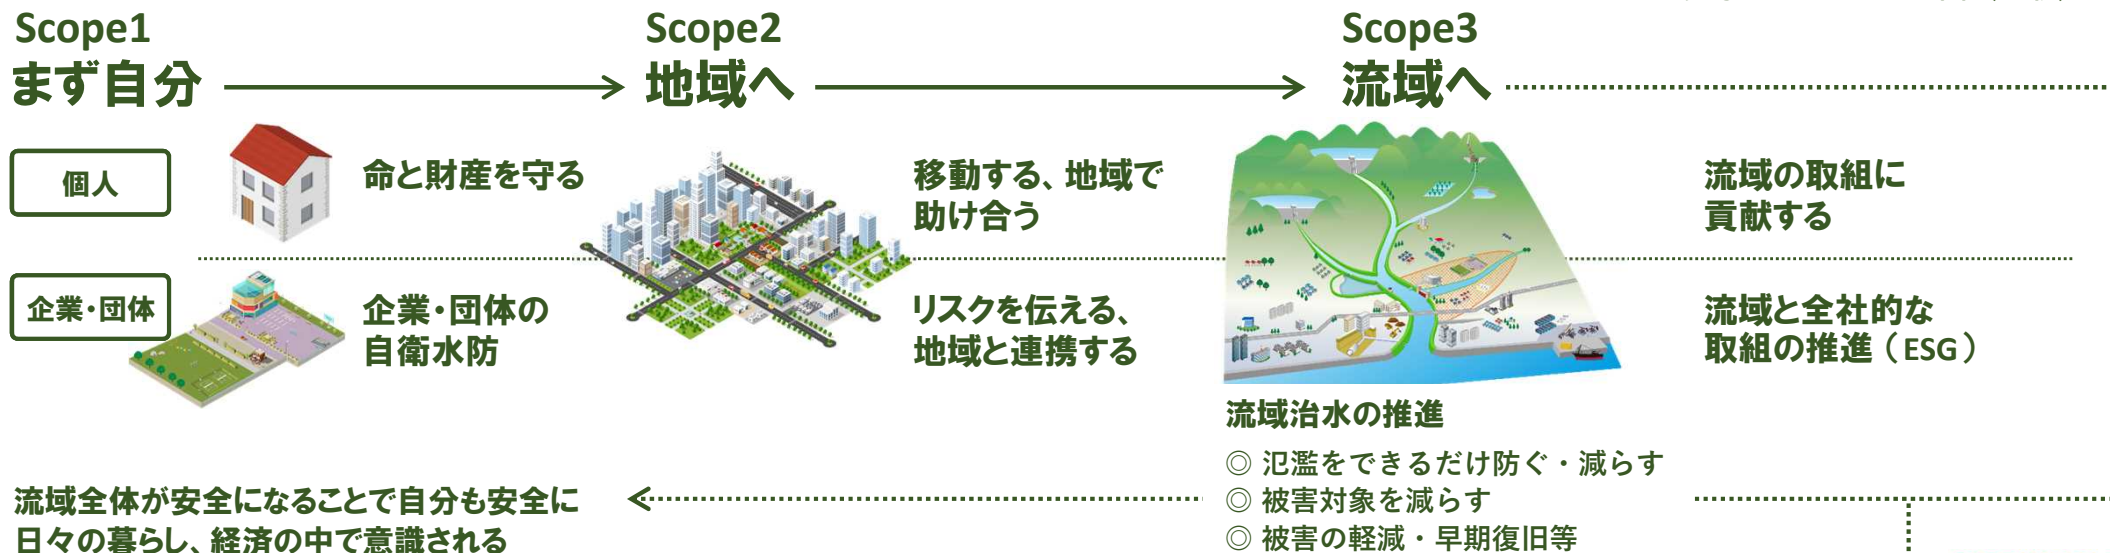 Scope1
まず自分
Scope2
地域へ
Scope3
流域へ
個人
命と財産を守る
移動する、地域で
助け合う
流域の取組に
貢献する
企業・団体
企業・団体の
自衛水防
リスクを伝える、
地域と連携する
流域と全社的な
取組の推進（ESG）
流域治水の推進
◎ 氾濫をできるだけ防ぐ・減らす
◎ 被害対象を減らす
◎ 被害の軽減・早期復旧等
流域全体が安全になることで自分も安全に
日々の暮らし、経済の中で意識される